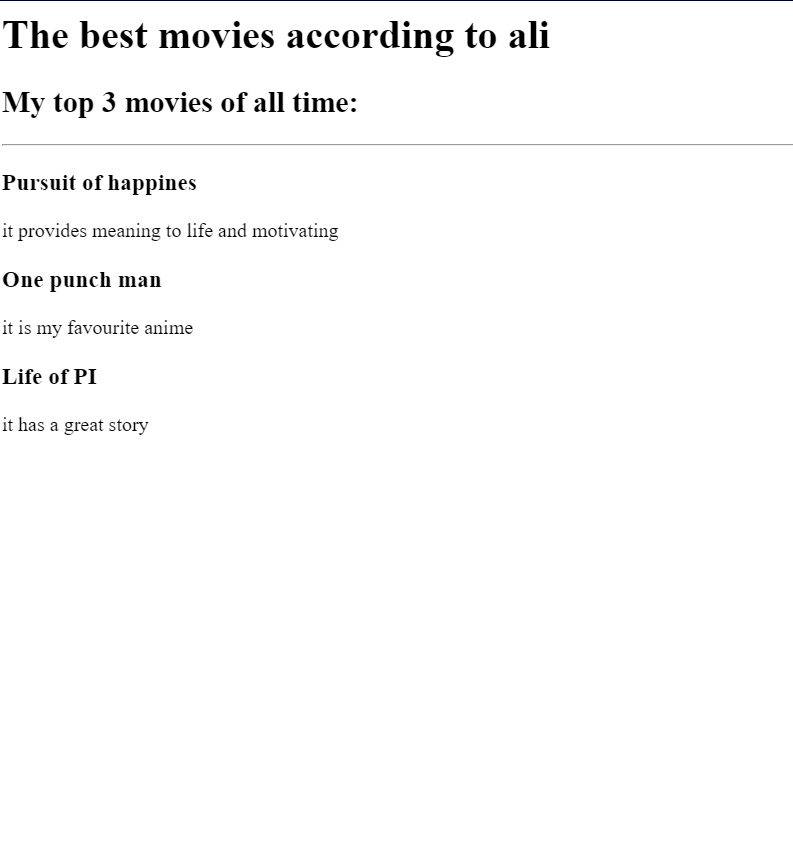 The best movies according to ali
My top 3 movies of all time:
Pursuit of happines
it provides meaning to life and motivating
One punch man
it is my favourite anime
Life of PI
it has a great story